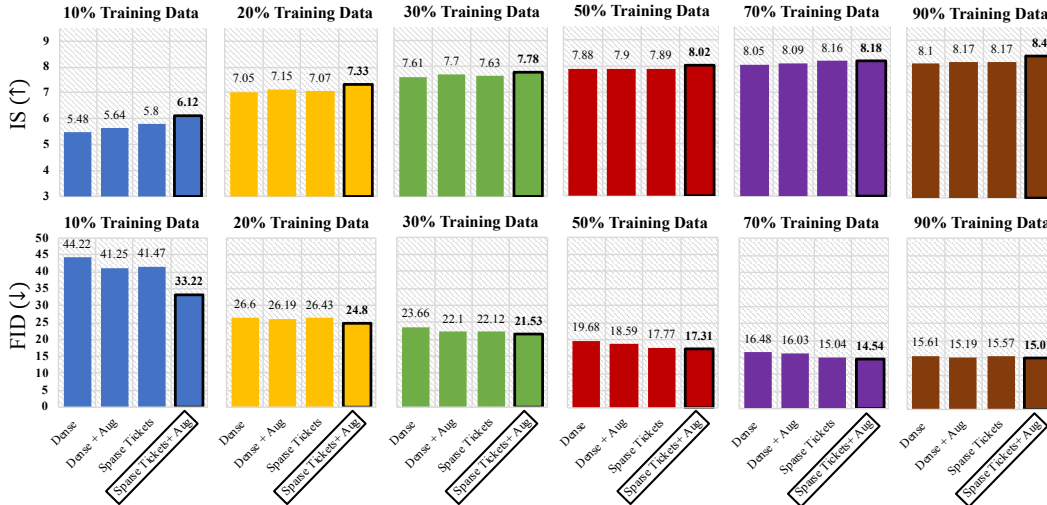 10% Training Data
20% Training Data
30% Training Data
50% Training Data
70% Training Data
90% Training Data
IS (↑)
9
8
7
6
5
4
3
5.48 5.64 5.8 6.12
7.05 7.15 7.07 7.33
7.61 7.7 7.63 7.78
7.88 7.9 7.89 8.02
8.05 8.09 8.16 8.18
8.1 8.17 8.17 8.4
10% Training Data
20% Training Data
30% Training Data
50% Training Data
70% Training Data
90% Training Data
FID (↓)
50
45
40
35
30
25
20
15
10
5
0
44.22 41.25 41.47 33.22
26.6 26.19 26.43 24.8
23.66 22.1 22.12 21.53
19.68 18.59 17.77 17.31
16.48 16.03 15.04 14.54
15.61 15.19 15.57 15.0
Dense
Dense + Aug
Sparse Tickets
Sparse Tickets+ Aug
Dense
Dense + Aug
Sparse Tickets
Sparse Tickets+ Aug
Dense
Dense + Aug
Sparse Tickets
Sparse Tickets+ Aug
Dense
Dense + Aug
Sparse Tickets
Sparse Tickets+ Aug
Dense
Dense + Aug
Sparse Tickets
Sparse Tickets+ Aug
Dense
Dense + Aug
Sparse Tickets
Sparse Tickets+ Aug